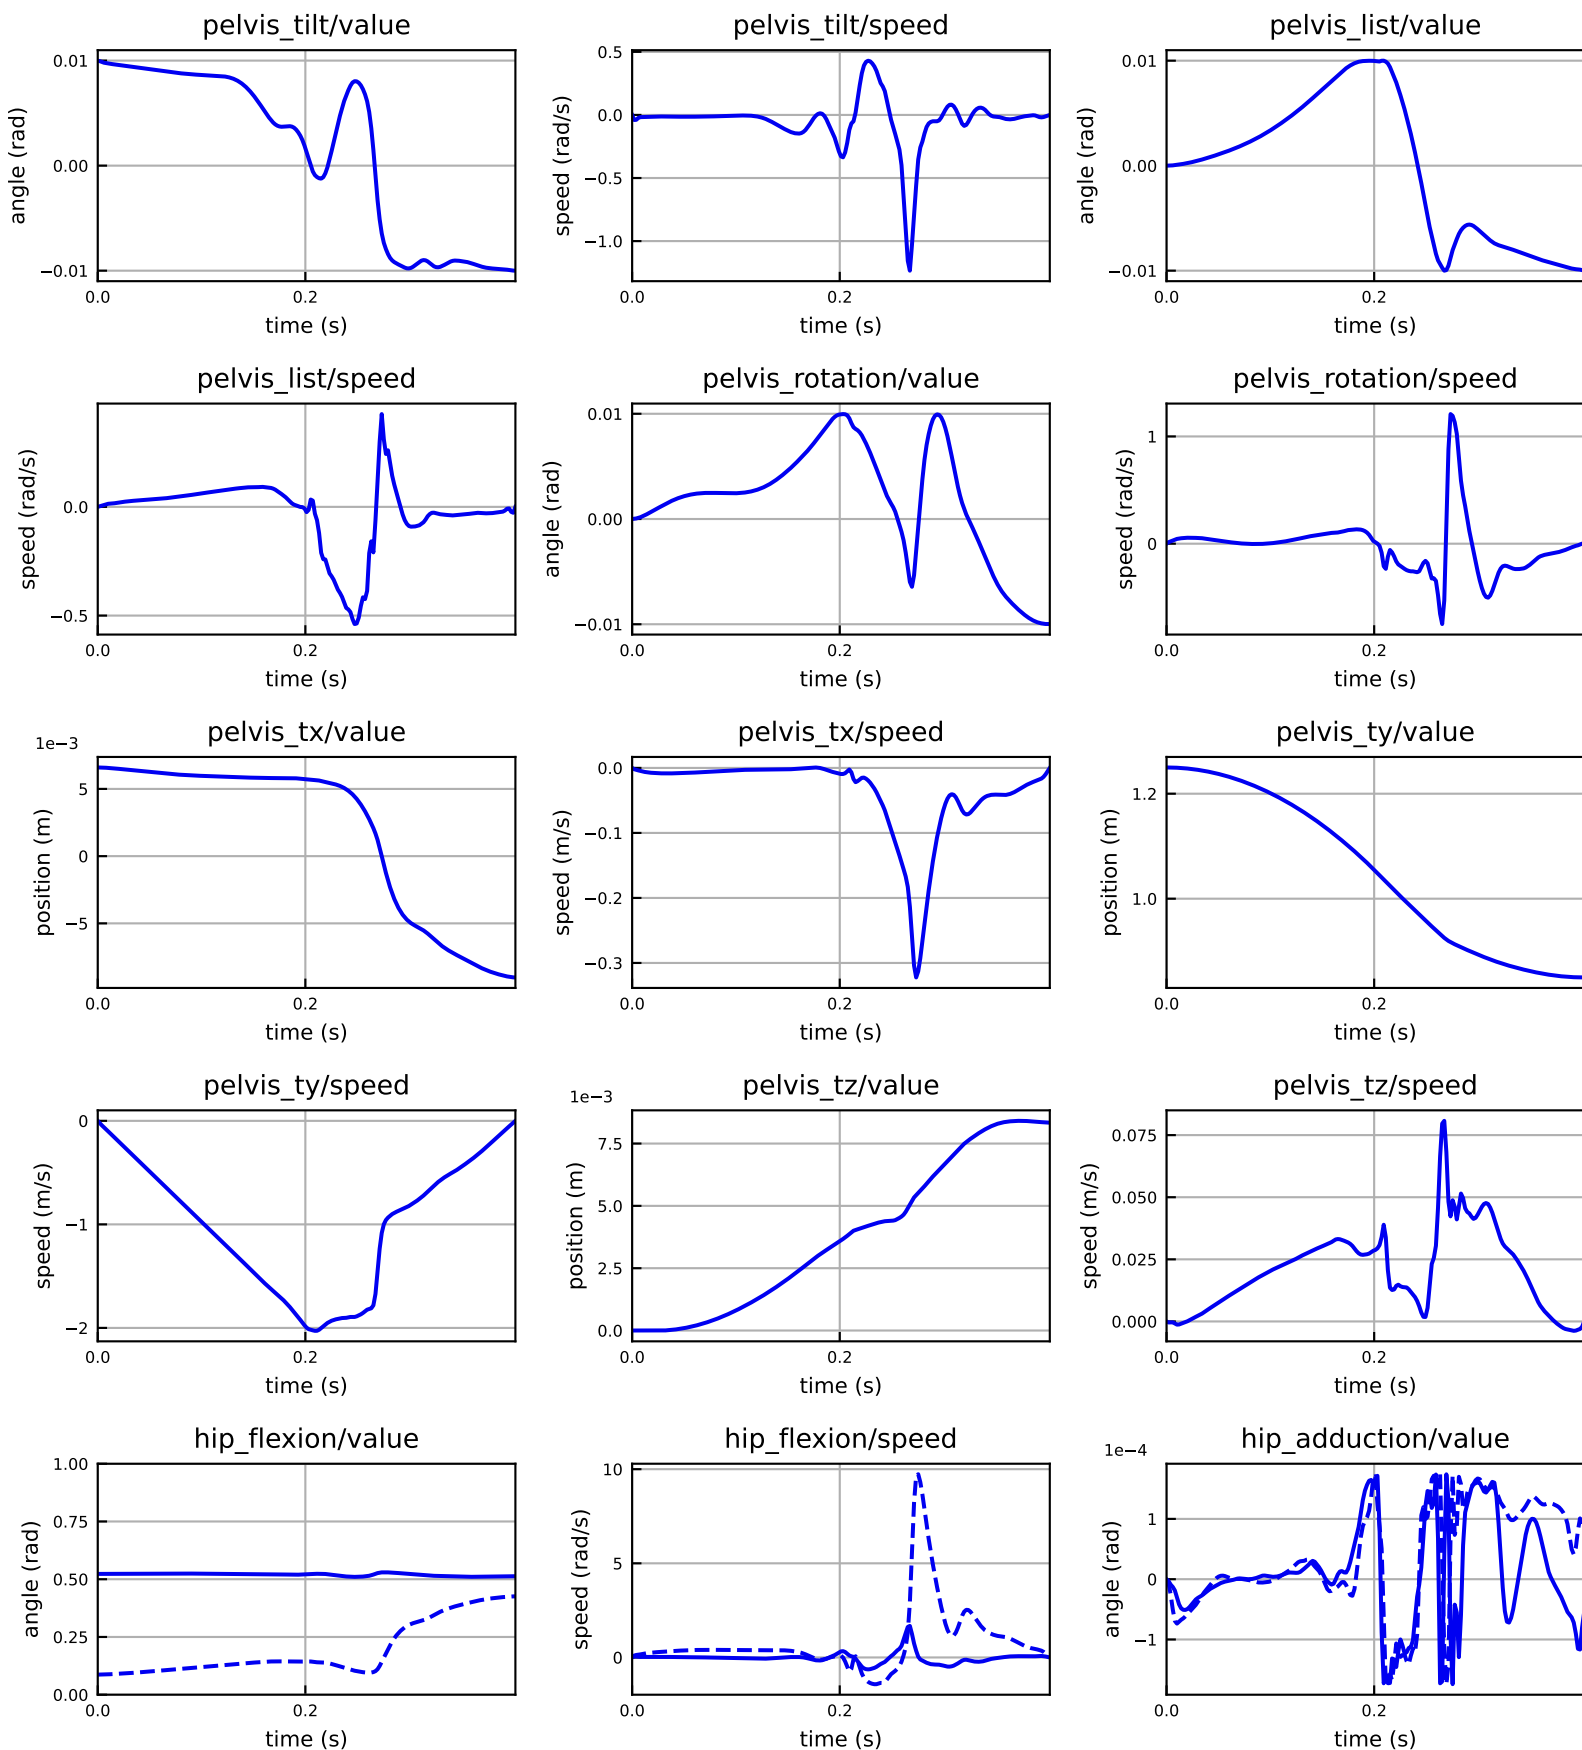 pelvis_tilt/value
pelvis_tilt/speed
pelvis_list/value
0.01
0.00
−0.01
angle (rad)
0.0
0.2
time (s)
0.5
0.0
−0.5
−1.0
speed (rad/s)
0.0
0.2
time (s)
0.01
0.00
−0.01
angle (rad)
0.0
0.2
time (s)
pelvis_list/speed
pelvis_rotation/value
pelvis_rotation/speed
0.0
−0.5
speed (rad/s)
0.0
0.2
time (s)
0.01
0.00
−0.01
angle (rad)
0.0
0.2
time (s)
1
0
speed (rad/s)
0.0
0.2
time (s)
pelvis_tx/value
pelvis_tx/speed
pelvis_ty/value
1e−3
5
0
−5
position (m)
0.0
0.2
time (s)
0.0
−0.1
−0.2
−0.3
speed (m/s)
0.0
0.2
time (s)
1.2
1.0
position (m)
0.0
0.2
time (s)
pelvis_ty/speed
pelvis_tz/value
pelvis_tz/speed
0
−1
−2
speed (m/s)
0.0
0.2
time (s)
1e−3
7.5
5.0
2.5
0.0
position (m)
0.0
0.2
time (s)
0.075
0.050
0.025
0.000
speed (m/s)
0.0
0.2
time (s)
hip_flexion/value
hip_flexion/speed
hip_adduction/value
1.00
0.75
0.50
0.25
0.00
angle (rad)
0.0
0.2
time (s)
10
5
0
speed (rad/s)
0.0
0.2
time (s)
1e−4
1
0
−1
angle (rad)
0.0
0.2
time (s)